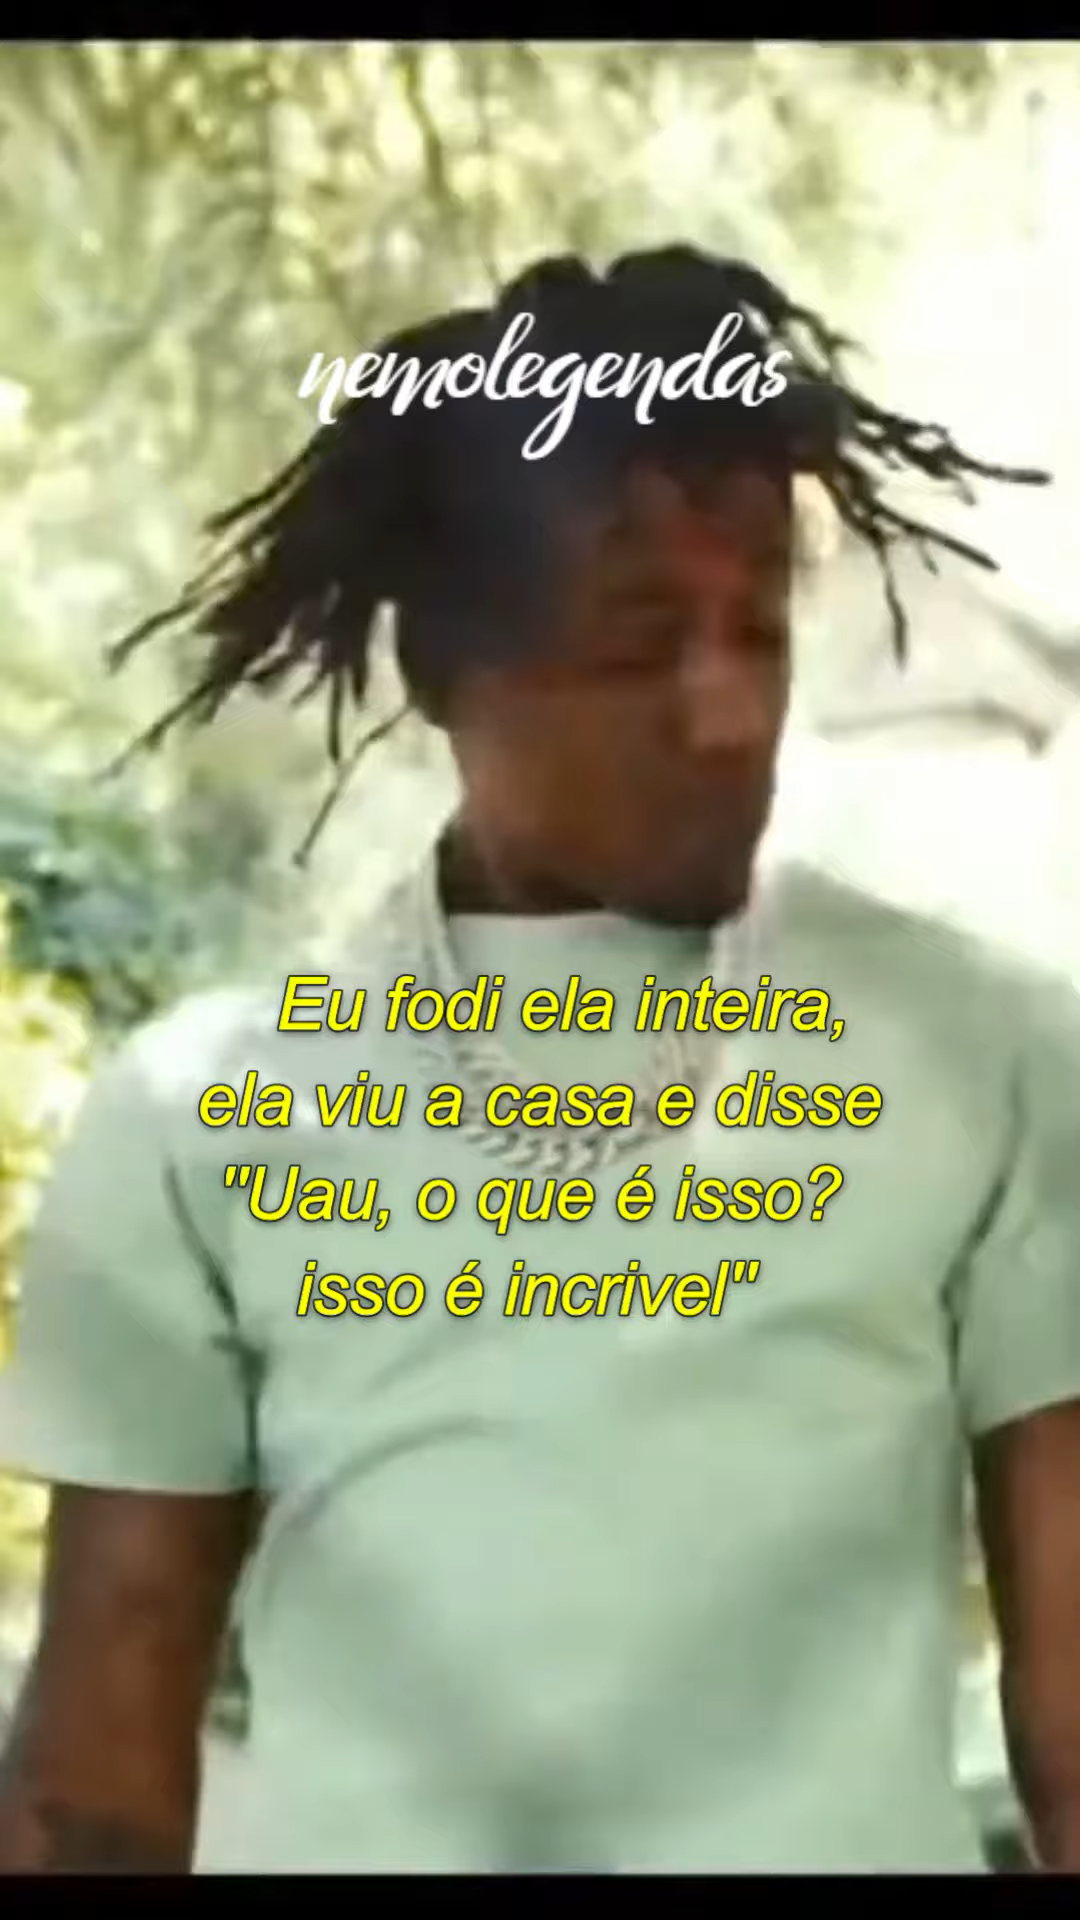 nemolegendas
Eu fodi ela inteira,
ela viu a casa e disse
"Uau, o que é isso?
isso é incrivel"